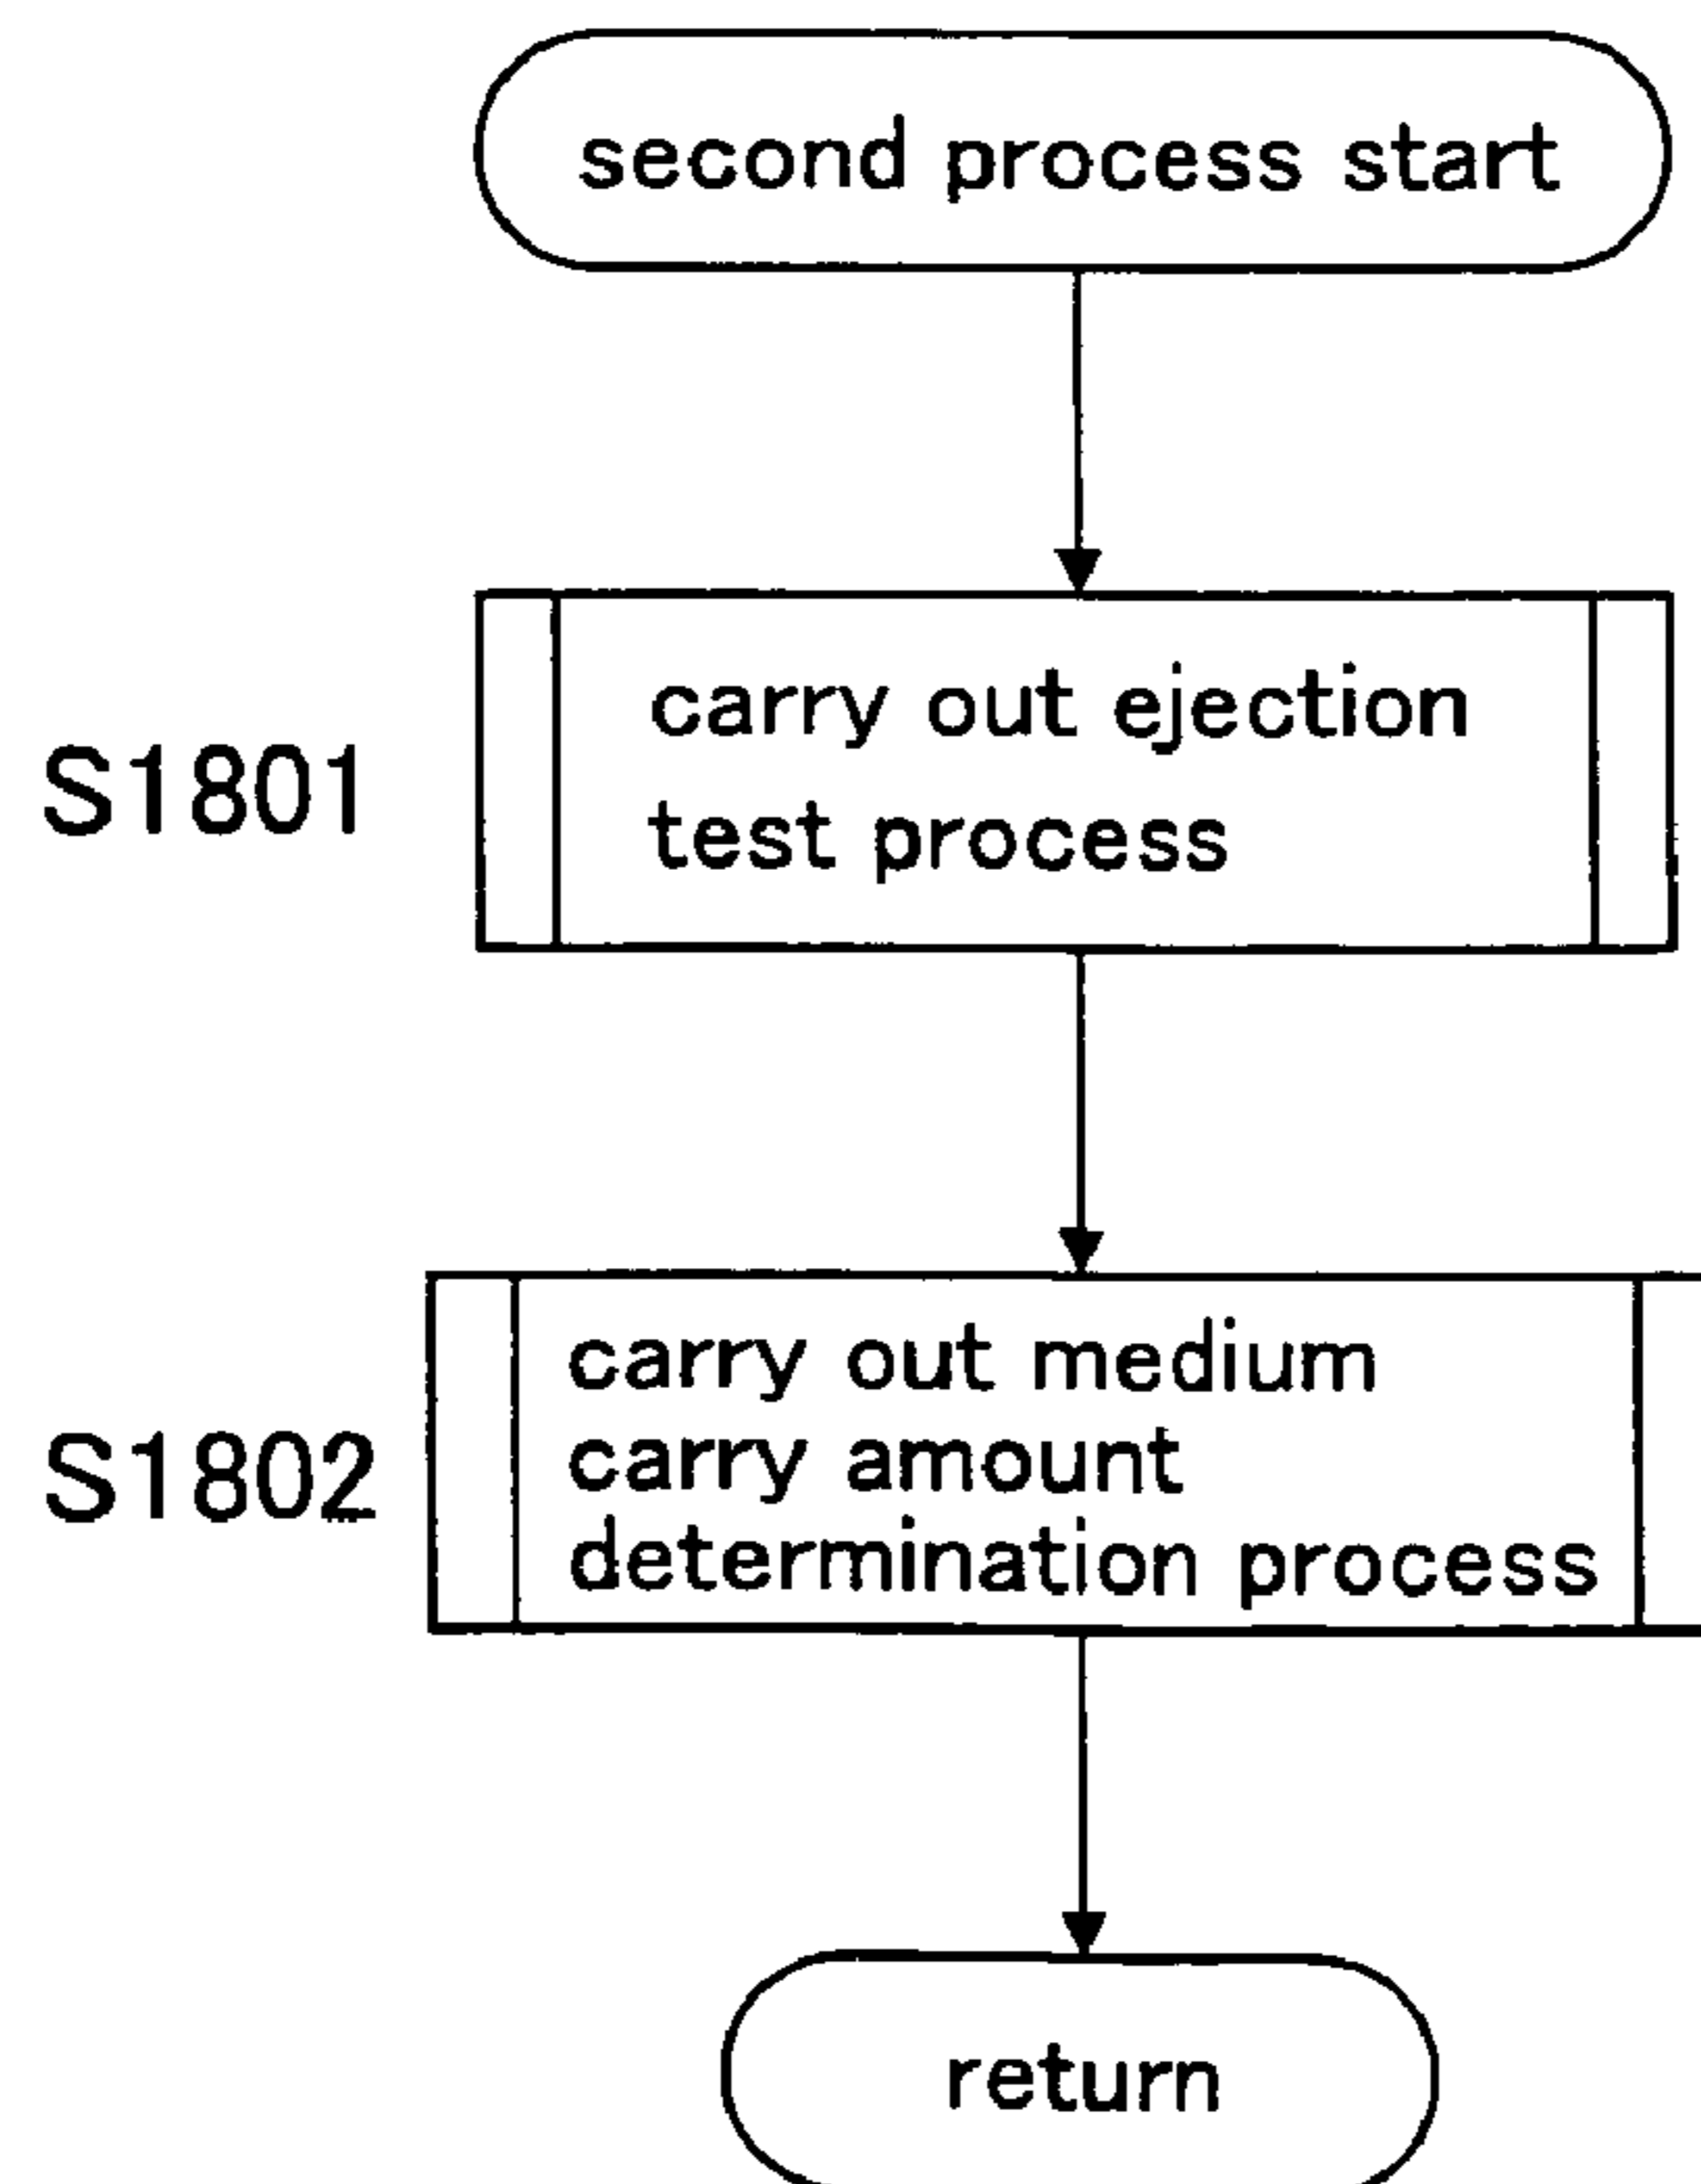 second process start
S1801
carry out ejection
test process
S1802
carry out medium
carry amount
determination process
return